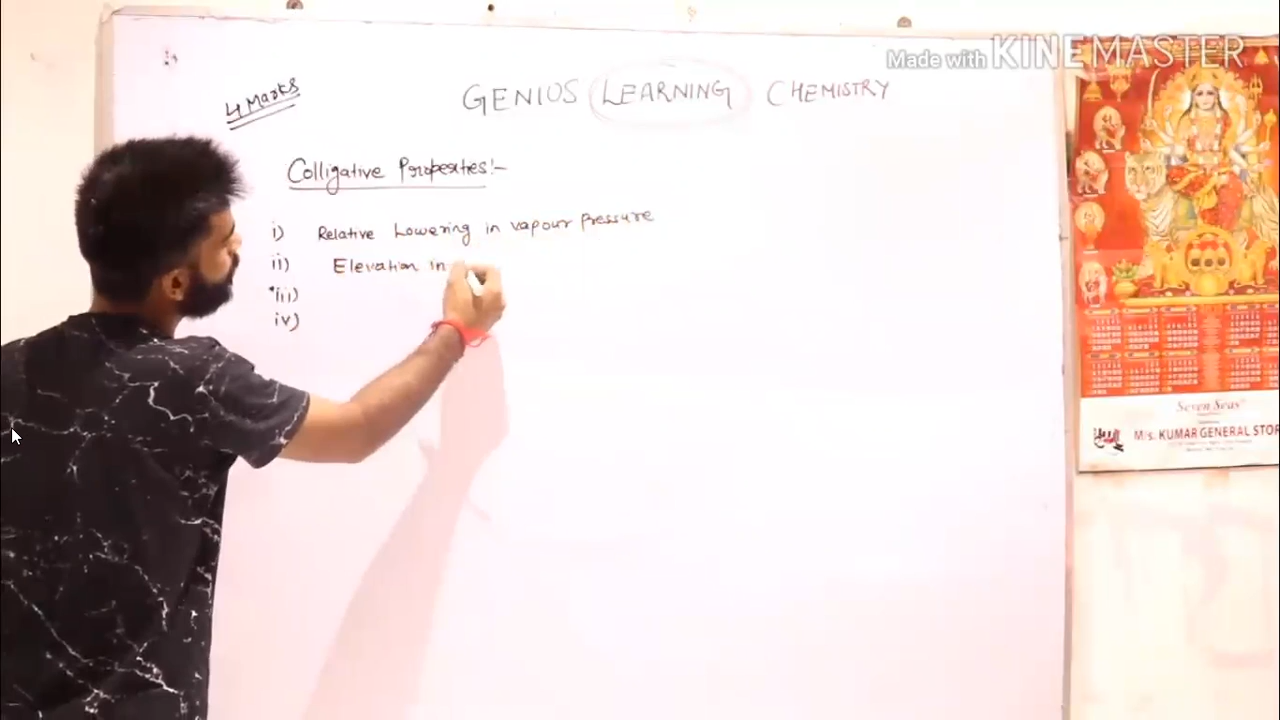 Made with KINEMASTER
GENIOS LEARNING CHEMISTRY
4 Marks
Colligative Properties:-
i) Relative Lowering in vapour pressure
ii) Elevation in
iii)
iv)
Seven Seas
M/s. KUMAR GENERAL STOR